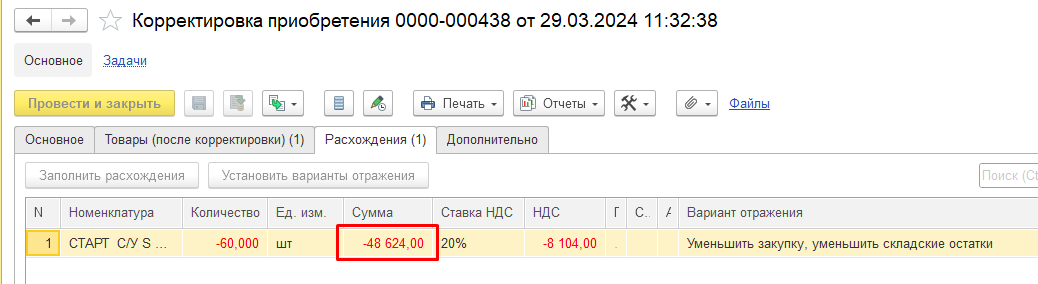 Корректировка приобретения 0000-000438 от 29.03.2024 11:32:38
Основное Задачи
Провести и закрыть Печать Отчеты Файлы
Основное Товары (после корректировки) (1) Расхождения (1) Дополнительно
Заполнить расхождения Установить варианты отражения Поиск (Ct
N Номенклатура Количество Ед. изм. Сумма Ставка НДС НДС Г С.. А Вариант отражения
1 СТАРТ С/У S ... -60,000 шт -48 624,00 20% -8 104,00 . Уменьшить закупку, уменьшить складские остатки